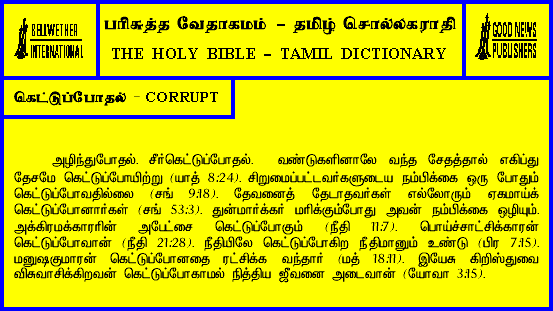 BELLWETHER
INTERNATIONAL
பரிசுத்த வேதாகமம் – தமிழ் சொல்லகராதி
THE HOLY BIBLE – TAMIL DICTIONARY
GOOD NEWS
PUBLISHERS
கெட்டுப்போதல் – CORRUPT
அழிந்துபோதல். சீர்கெட்டுப்போதல். வண்டுகளினாலே வந்த சேதத்தால் எகிப்து
தேசமே கெட்டுப்போயிற்று (யாத் 8:24). சிறுமைப்பட்டவர்களுடைய நம்பிக்கை ஒரு போதும்
கெட்டுப்போவதில்லை (சங் 9:18). தேவனைத் தேடாதவர்கள் எல்லோரும் ஏகமாய்க்
கெட்டுப்போனார்கள் (சங் 53:3). துன்மார்க்கர் மரிக்கும்போது அவன் நம்பிக்கை ஒழியும்.
அக்கிரமக்காரரின் அபேட்சை கெட்டுப்போகும் (நீதி 11:7). பொய்ச்சாட்சிக்காரன்
கெட்டுப்போவான் (நீதி 21:28). நீதியிலே கெட்டுப்போகிற நீதிமானும் உண்டு (பிர 7:15).
மனுஷகுமாரன் கெட்டுப்போனதை ரட்சிக்க வந்தார் (மத் 18:11). இயேசு கிறிஸ்துவை
விசுவாசிக்கிறவன் கெட்டுப்போகாமல் நித்திய ஜீவனை அடைவான் (யோவா 3:15).